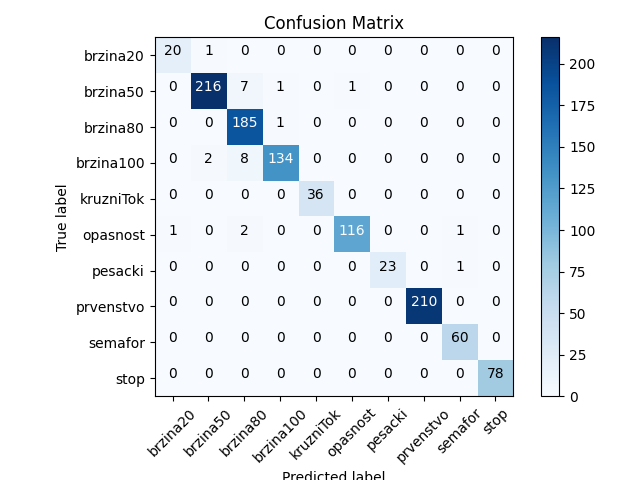 Confusion Matrix
brzina20 20 1 0 0 0 0 0 0 0 0
brzina50 0 216 7 1 0 1 0 0 0 0
brzina80 0 0 185 1 0 0 0 0 0 0
brzina100 0 2 8 134 0 0 0 0 0 0
kruzniTok 0 0 0 0 36 0 0 0 0 0
opasnost 1 0 2 0 0 116 0 0 1 0
pesacki 0 0 0 0 0 0 23 0 1 0
prvenstvo 0 0 0 0 0 0 0 210 0 0
semafor 0 0 0 0 0 0 0 0 60 0
stop 0 0 0 0 0 0 0 0 0 78
True label
brzina20 brzina50 brzina80 brzina100 kruzniTok opasnost pesacki prvenstvo semafor stop
Predicted label
200
175
150
125
100
75
50
25
0